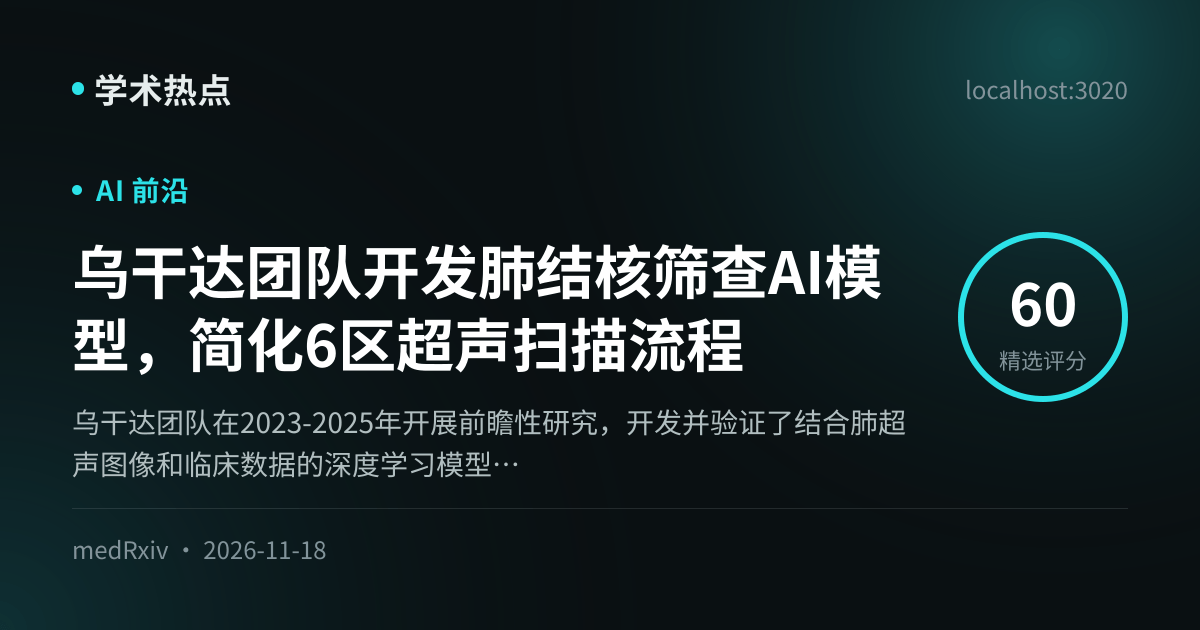 学术热点
localhost:3020
AI 前沿
乌干达团队开发肺结核筛查AI模
型，简化6区超声扫描流程
60
精选评分
乌干达团队在2023-2025年开展前瞻性研究，开发并验证了结合肺超
声图像和临床数据的深度学习模型…
medRxiv · 2026-11-18